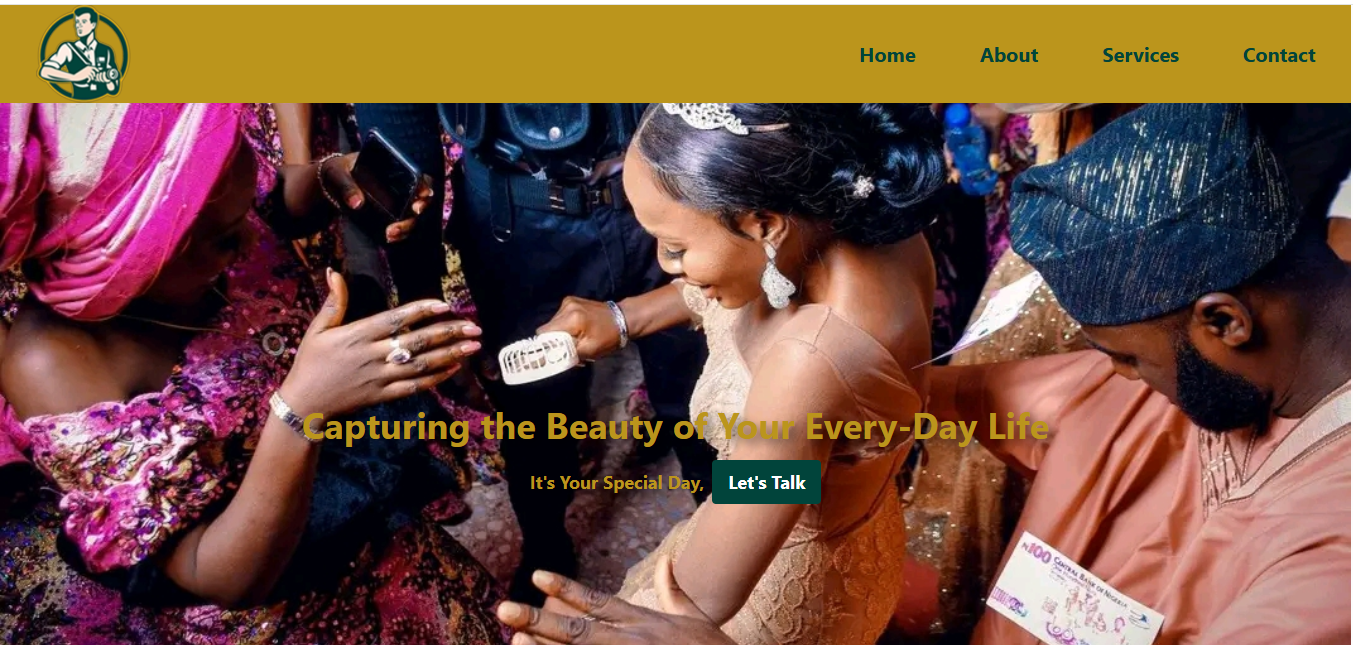 Home About Services Contact
Capturing the Beauty of Your Every-Day Life
It's Your Special Day, Let's Talk
₦100
CENTRAL BANK OF NIGERIA